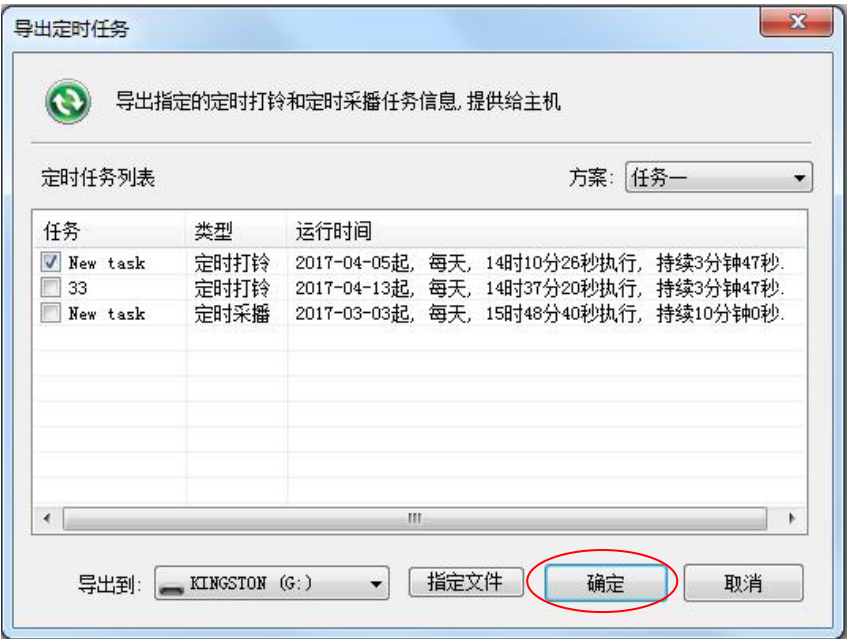 导出定时任务
导出指定的定时打铃和定时采播任务信息,提供给主机
定时任务列表 方案: 任务一
任务 类型 运行时间
New task 定时打铃 2017-04-05起, 每天, 14时10分26秒执行, 持续3分钟47秒.
33 定时打铃 2017-04-13起, 每天, 14时37分20秒执行, 持续3分钟47秒.
New task 定时采播 2017-03-03起, 每天, 15时48分40秒执行, 持续10分钟0秒.
导出到: KINGSTON (G:) 指定文件 确定 取消